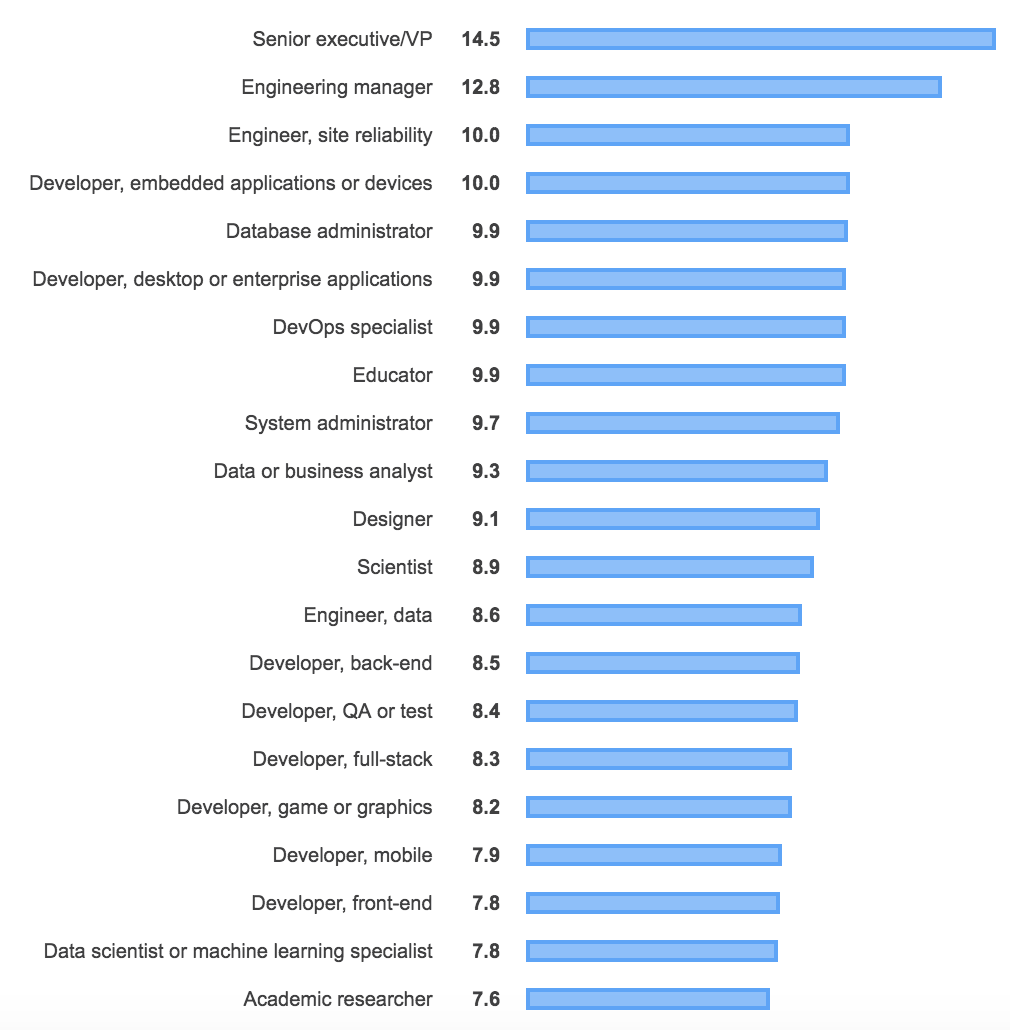 Senior executive/VP 14.5
Engineering manager 12.8
Engineer, site reliability 10.0
Developer, embedded applications or devices 10.0
Database administrator 9.9
Developer, desktop or enterprise applications 9.9
DevOps specialist 9.9
Educator 9.9
System administrator 9.7
Data or business analyst 9.3
Designer 9.1
Scientist 8.9
Engineer, data 8.6
Developer, back-end 8.5
Developer, QA or test 8.4
Developer, full-stack 8.3
Developer, game or graphics 8.2
Developer, mobile 7.9
Developer, front-end 7.8
Data scientist or machine learning specialist 7.8
Academic researcher 7.6